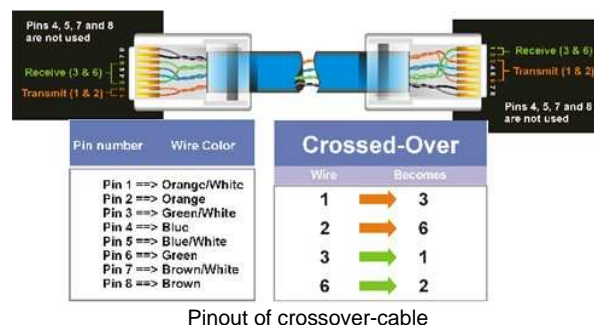 Pins 4, 5, 7 and 8
are not used
Receive (3 & 6)
Transmit (1 & 2)
Receive (3 & 6)
Transmit (1 & 2)
Pins 4, 5, 7 and 8
are not used
Pin number Wire Color
Pin 1 ==> Orange/White
Pin 2 ==> Orange
Pin 3 ==> Green/White
Pin 4 ==> Blue
Pin 5 ==> Blue/White
Pin 6 ==> Green
Pin 7 ==> Brown/White
Pin 8 ==> Brown
Crossed-Over
Wire Becomes
1 3
2 6
3 1
6 2
Pinout of crossover-cable